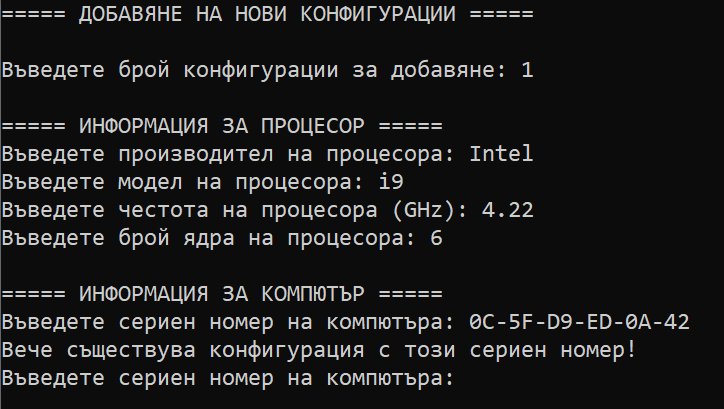 ===== ДОБАВЯНЕ НА НОВИ КОНФИГУРАЦИИ =====
Въведете брой конфигурации за добавяне: 1
===== ИНФОРМАЦИЯ ЗА ПРОЦЕСОР =====
Въведете производител на процесора: Intel
Въведете модел на процесора: i9
Въведете честота на процесора (GHz): 4.22
Въведете брой ядра на процесора: 6
===== ИНФОРМАЦИЯ ЗА КОМПЮТЪР =====
Въведете сериен номер на компютъра: 0C-5F-D9-ED-0A-42
Вече съществува конфигурация с този сериен номер!
Въведете сериен номер на компютъра: